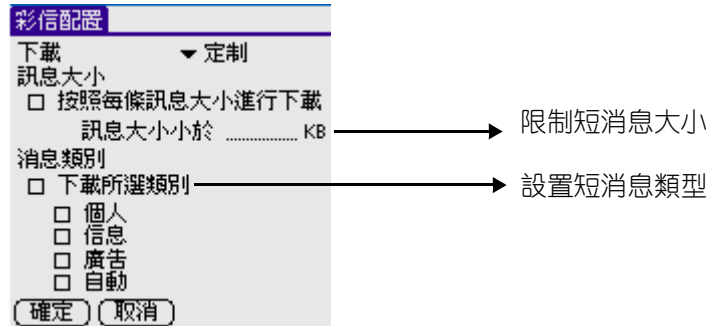 彩信配置
下載 定制
訊息大小
按照每條訊息大小進行下載
訊息大小小於 ........... KB
限制短消息大小
消息類別
下載所選類別
設置短消息類型
個人
信息
廣告
自動
確定 取消